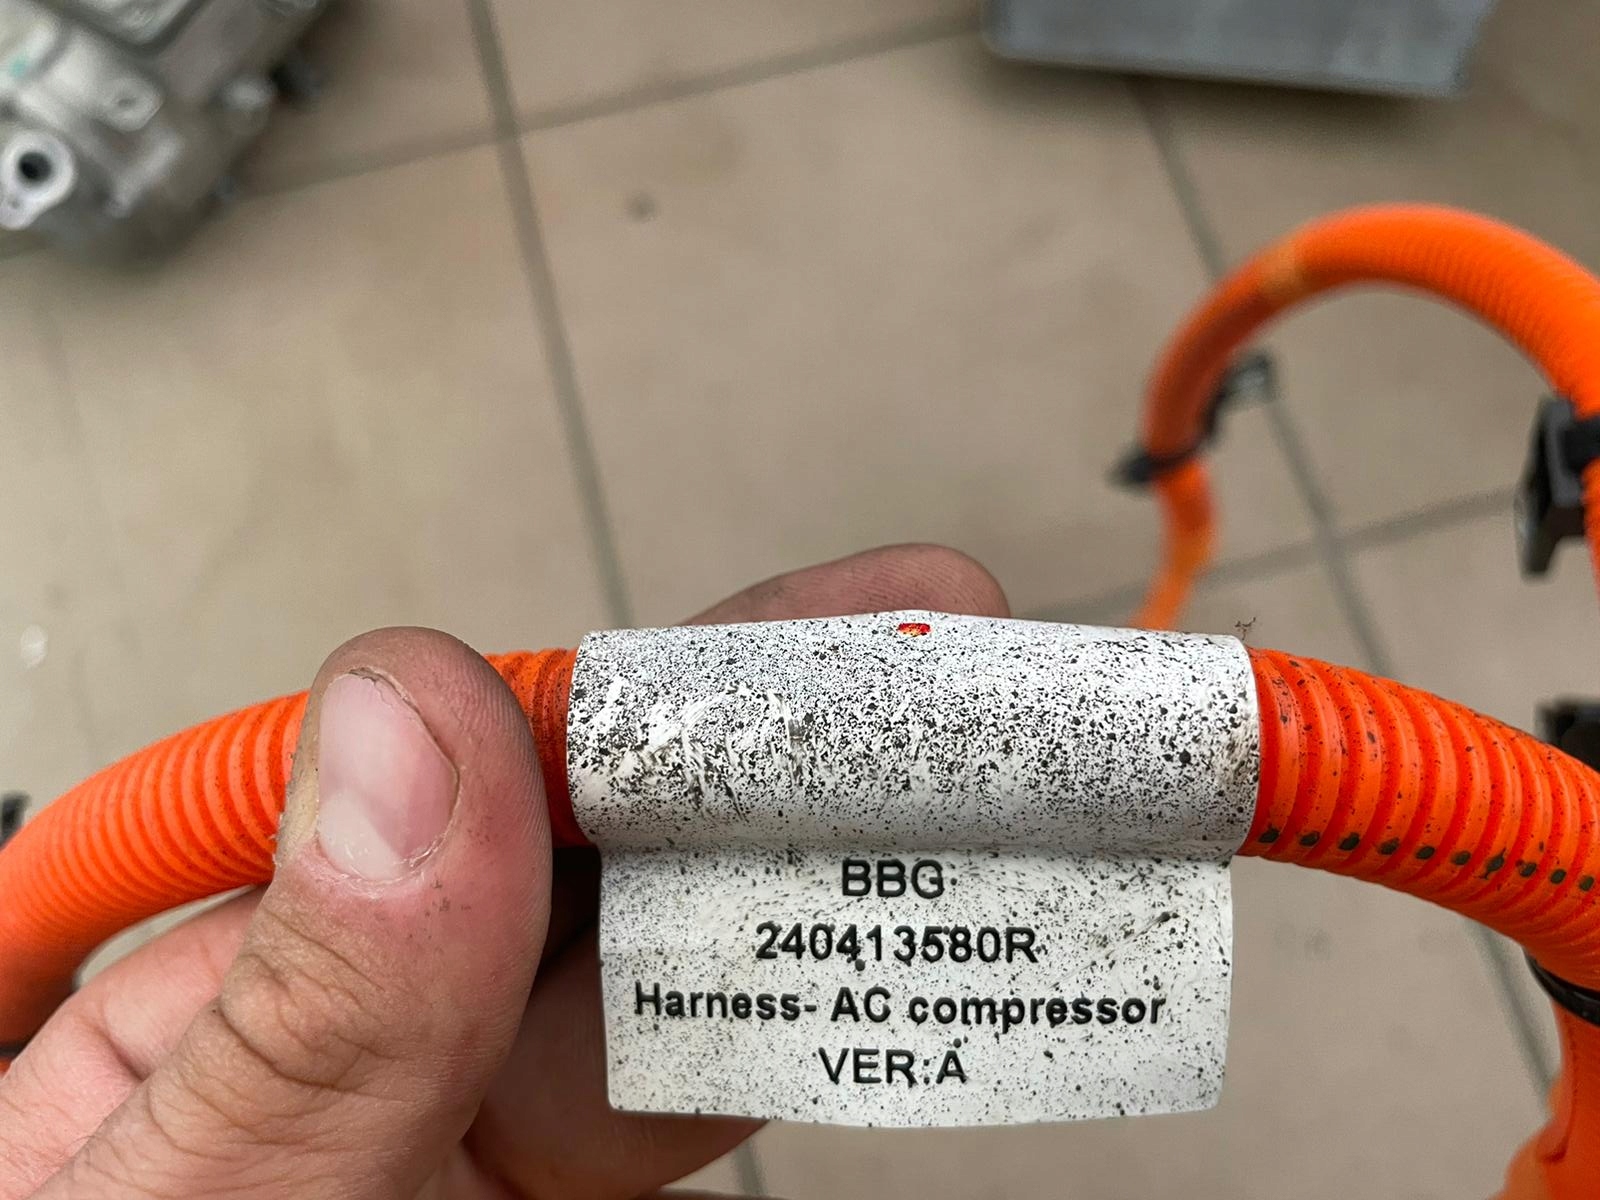 BBG
240413580R
Harness- AC compressor
VER:A